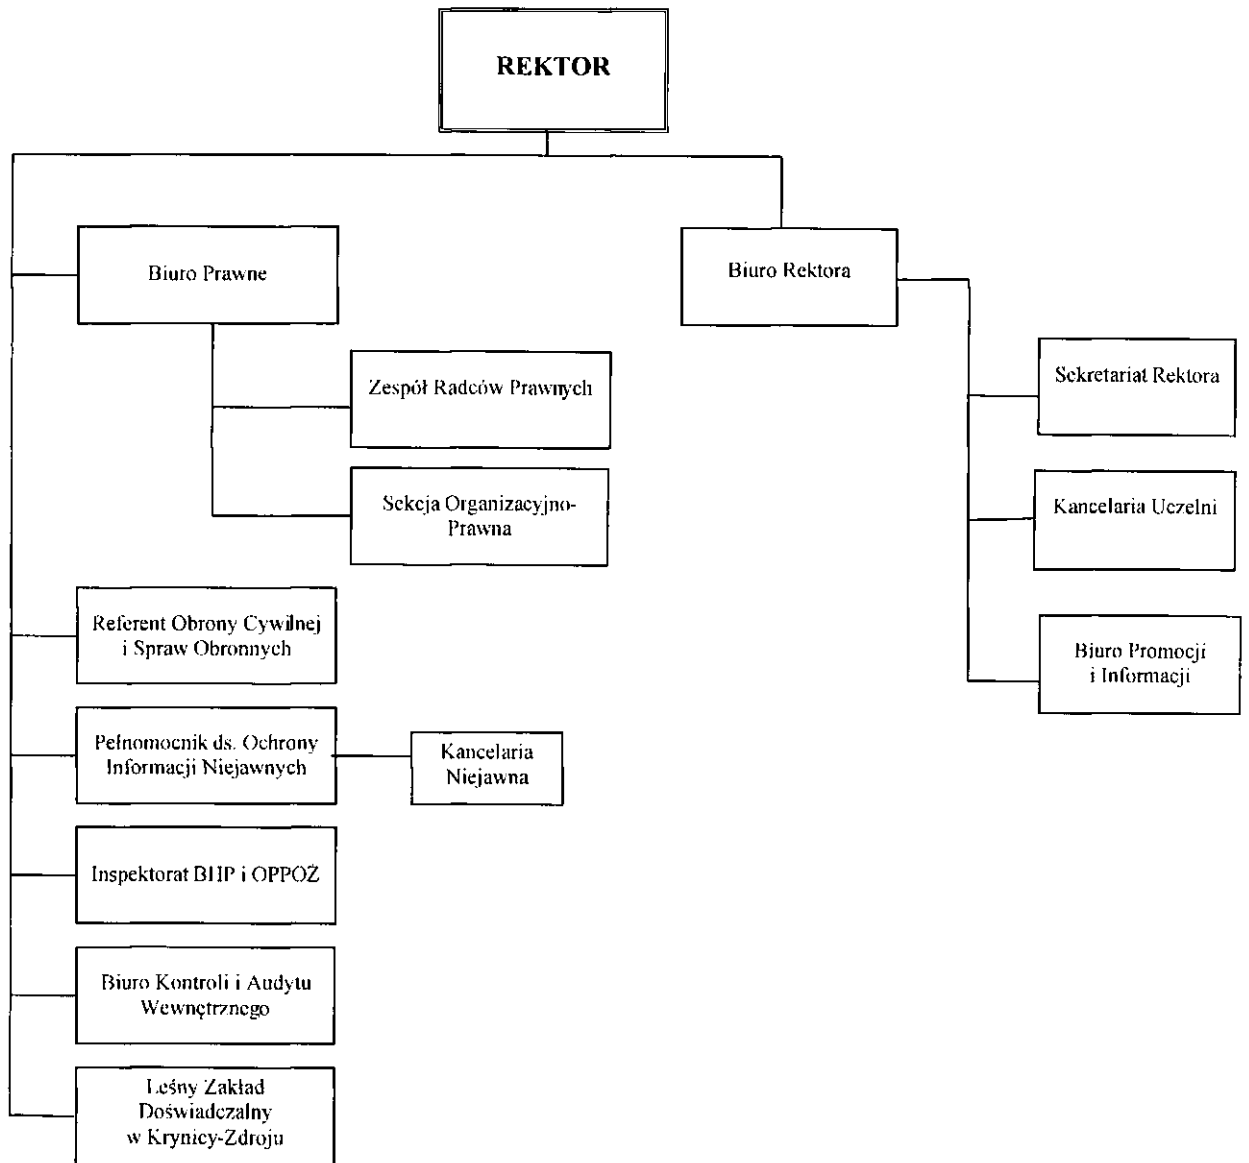 REKTOR
Biuro Prawne
Biuro Rektora
Zespół Radców Prawnych
Sekretariat Rektora
Sekcja Organizacyjno-
Prawna
Kancelaria Uczelni
Referent Obrony Cywilnej
i Spraw Obronnych
Biuro Promocji
i Informacji
Pełnomocnik ds. Ochrony
Informacji Niejawnych
Kancelaria
Niejawna
Inspektorat BHP i OPPOŻ
Biuro Kontroli i Audytu
Wewnętrznego
Leśny Zakład
Doświadczalny
w Krynicy-Zdroju